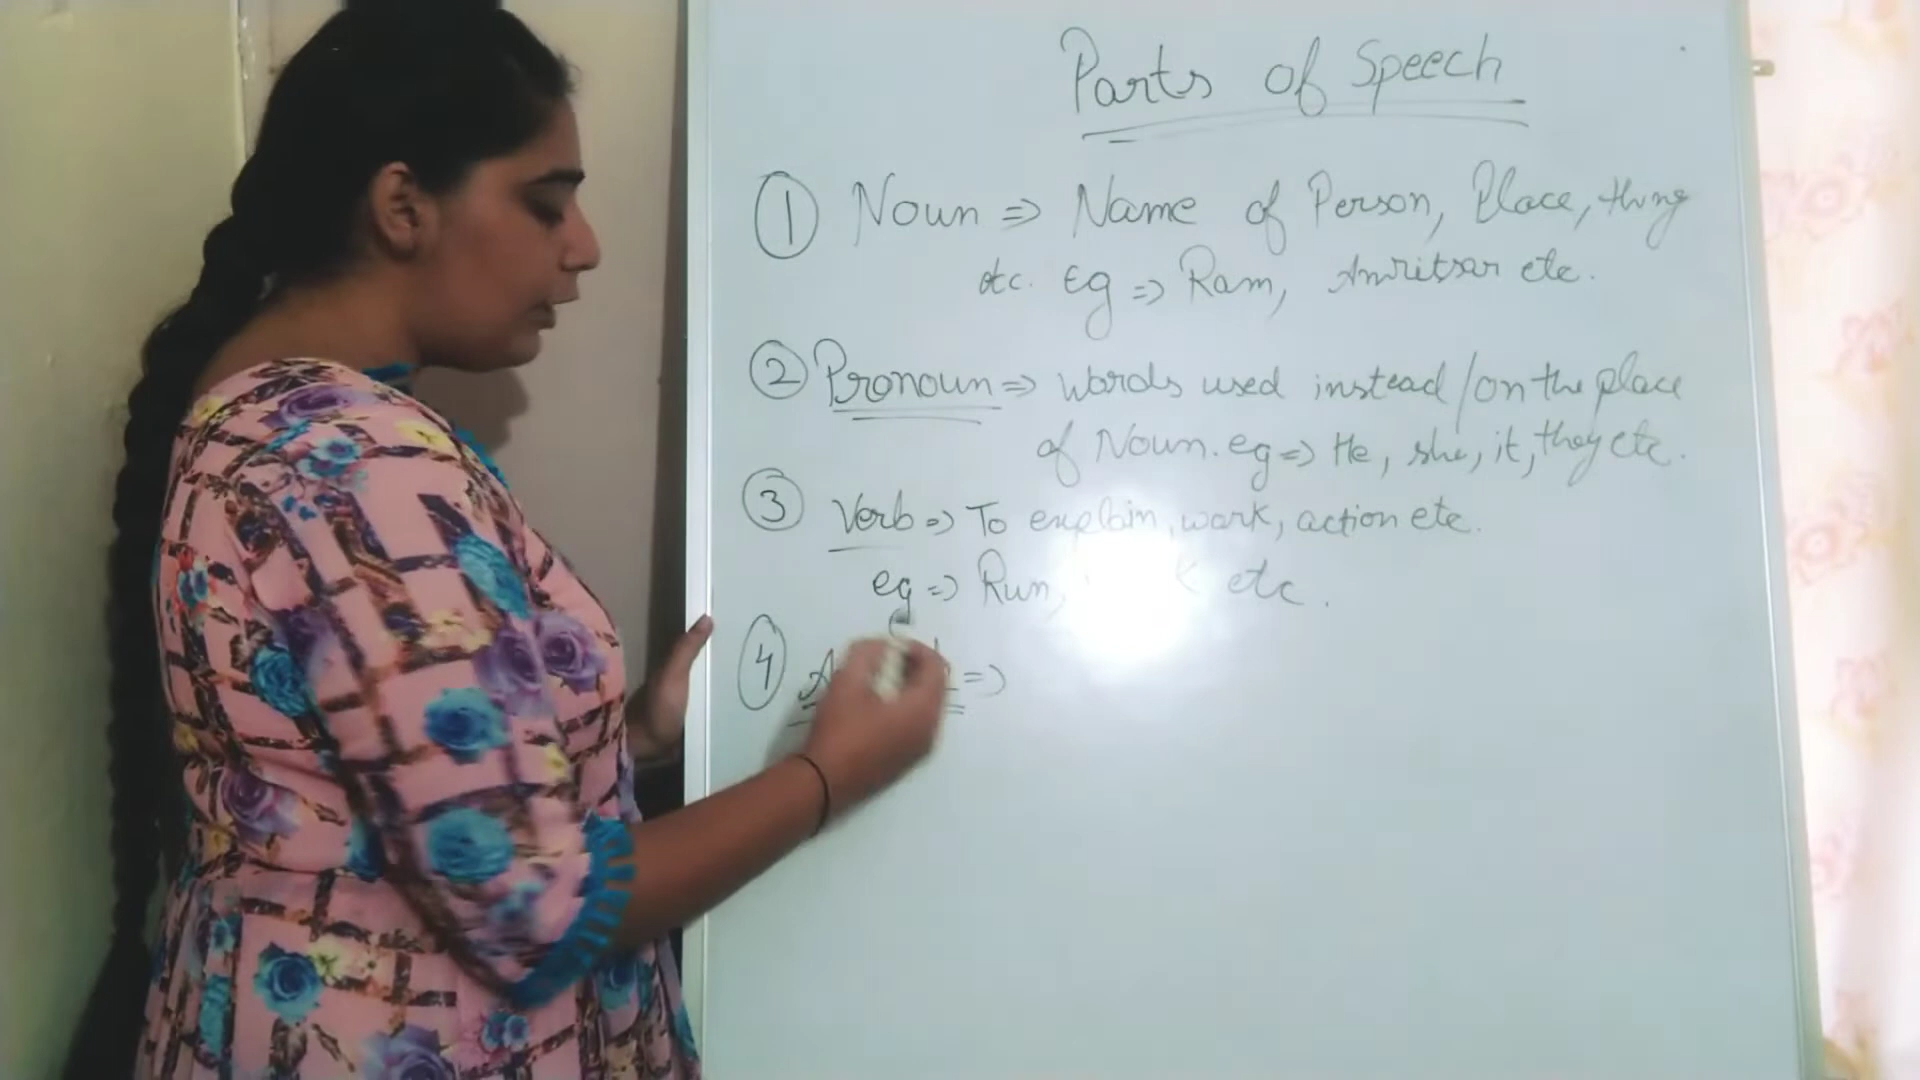 Parts of Speech
① Noun => Name of Person, Place, thing
etc. Eg => Ram, Amritsar etc.
② Pronoun => Words used instead/on the place
of Noun. eg => He, she, it, they etc.
③ Verb => To explain, work, action etc.
eg => Run, etc.
④ =>